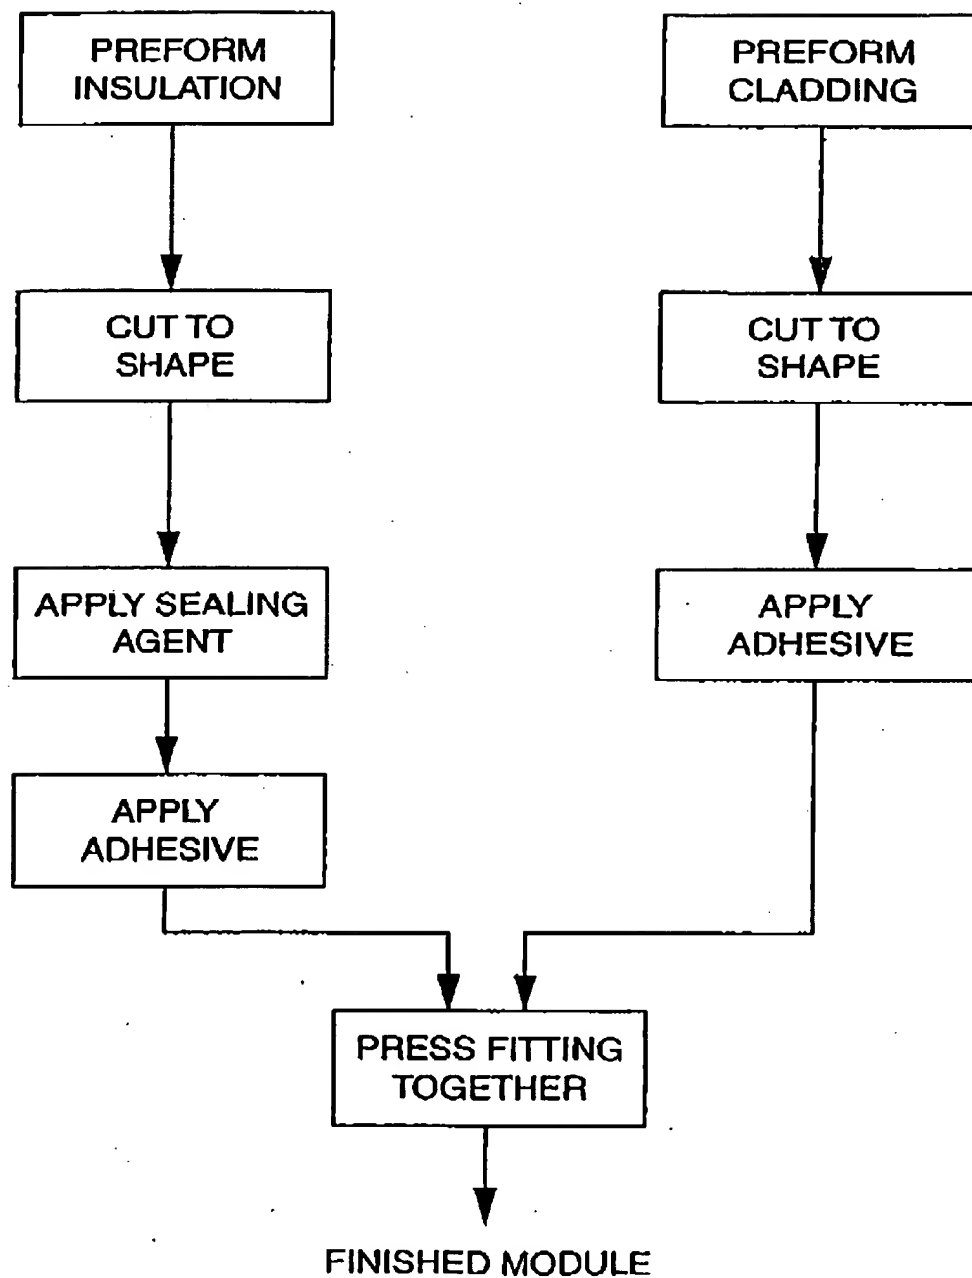 PREFORM
INSULATION
PREFORM
CLADDING
CUT TO
SHAPE
CUT TO
SHAPE
APPLY SEALING
AGENT
APPLY
ADHESIVE
APPLY
ADHESIVE
PRESS FITTING
TOGETHER
FINISHED MODULE